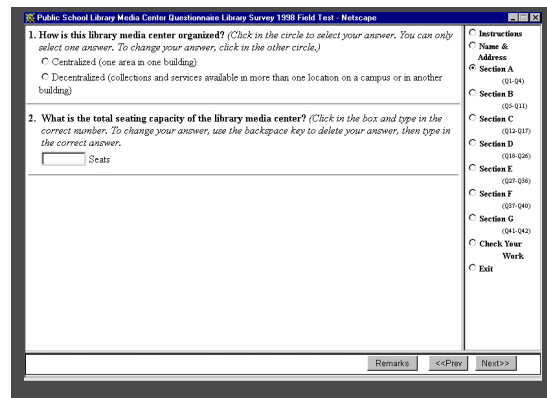 Public School Library Media Center Questionnaire Library Survey 1998 Field Test - Netscape
1. How is this library media center organized? (Click in the circle to select your answer. You can only
select one answer. To change your answer, click in the other circle.)
Centralized (one area in one building)
Decentralized (collections and services available in more than one location on a campus or in another
building)
2. What is the total seating capacity of the library media center? (Click in the box and type in the
correct number. To change your answer, use the backspace key to delete your answer, then type in
the correct answer.
Seats
Instructions
Name &
Address
Section A
(Q1-Q4)
Section B
(Q5-Q11)
Section C
(Q12-Q17)
Section D
(Q18-Q26)
Section E
(Q27-Q36)
Section F
(Q37-Q40)
Section G
(Q41-Q42)
Check Your
Work
Exit
Remarks <<Prev Next>>